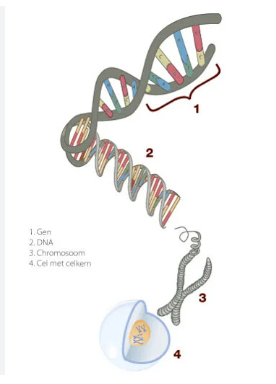 1
2
1. Gen
2. DNA
3. Chromosoom
4. Cel met celkern
3
4